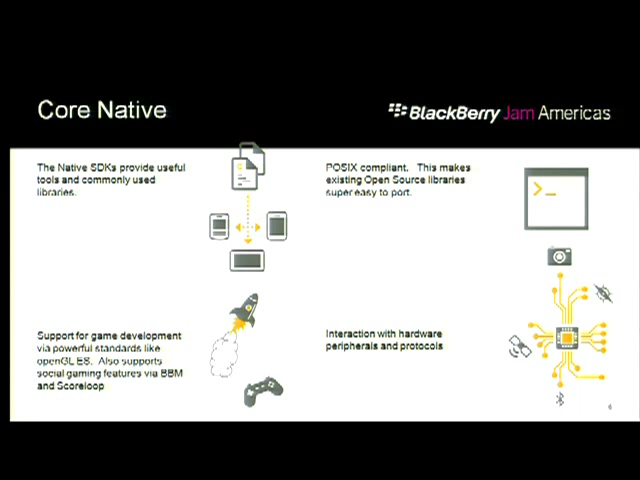 Core Native
BlackBerry Jam Americas
The Native SDKs provide useful
tools and commonly used
libraries.
POSIX compliant. This makes
existing Open Source libraries
super easy to port.
Support for game development
via powerful standards like
openGL ES. Also supports
social gaming features via BBM
and Scoreloop
Interaction with hardware
peripherals and protocols
6